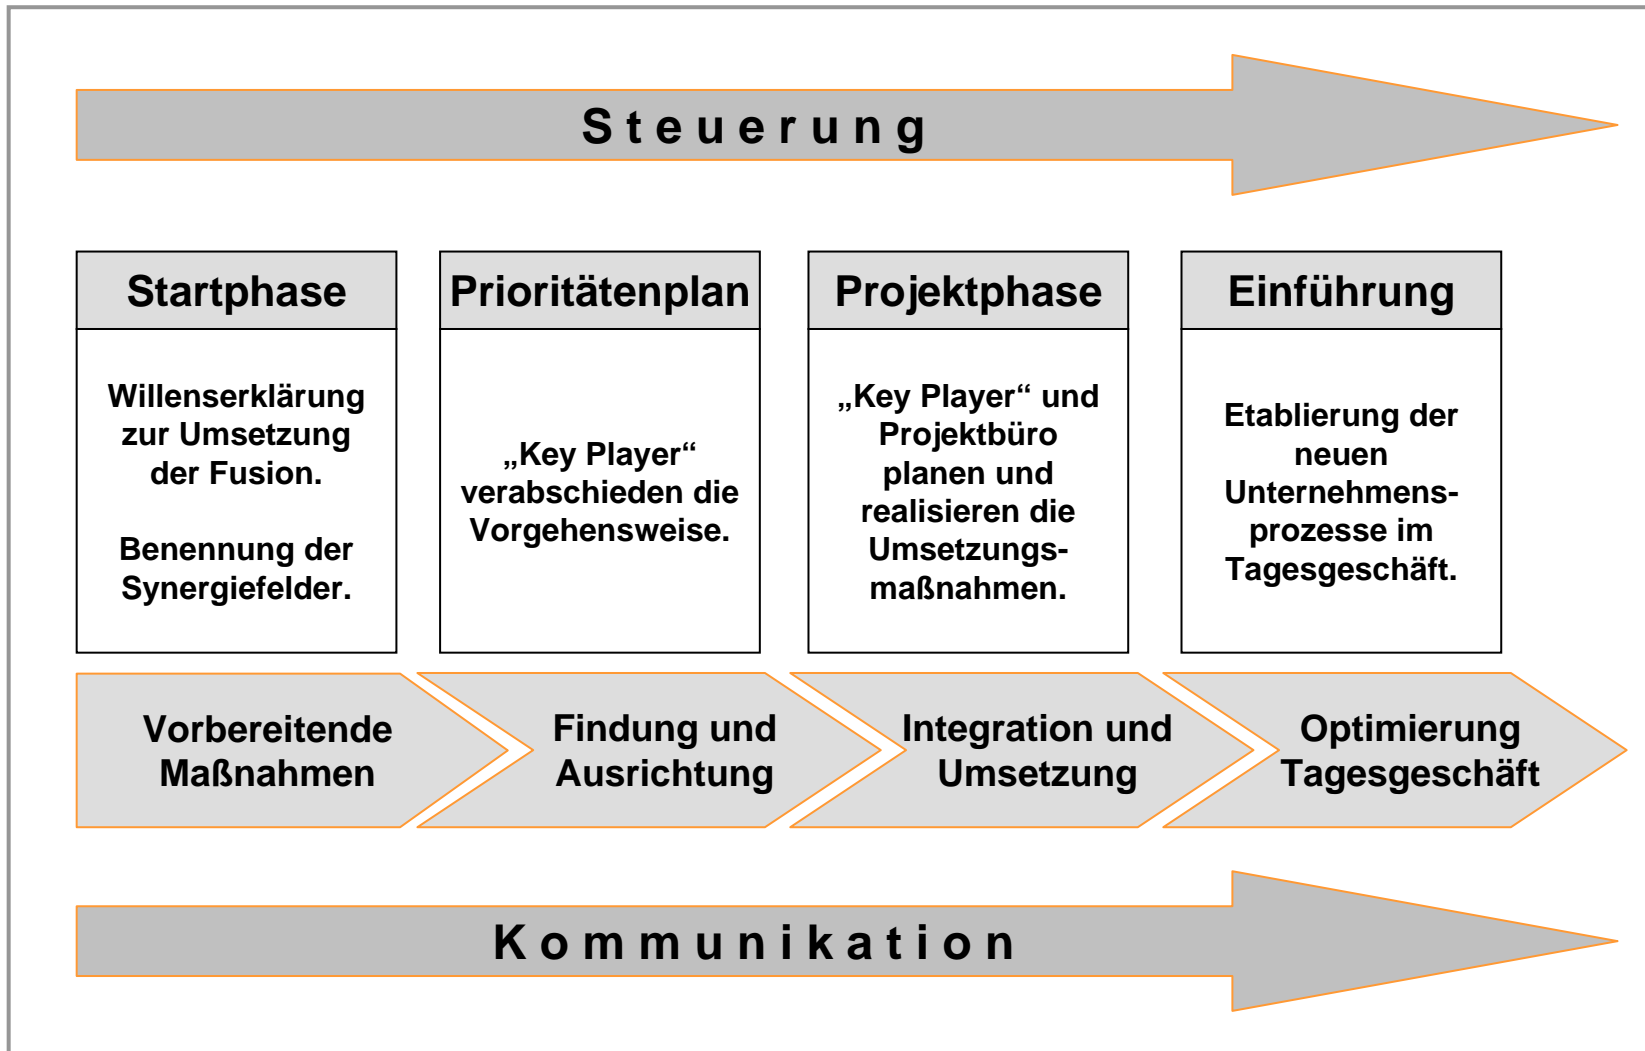 Steuerung
Startphase
Willenserklärung
zur Umsetzung
der Fusion.
Benennung der
Synergiefelder.
Prioritätenplan
„Key Player“
verabschieden die
Vorgehensweise.
Projektphase
„Key Player“ und
Projektbüro
planen und
realisieren die
Umsetzungs-
maßnahmen.
Einführung
Etablierung der
neuen
Unternehmens-
prozesse im
Tagesgeschäft.
Vorbereitende
Maßnahmen
Findung und
Ausrichtung
Integration und
Umsetzung
Optimierung
Tagesgeschäft
Kommunikation